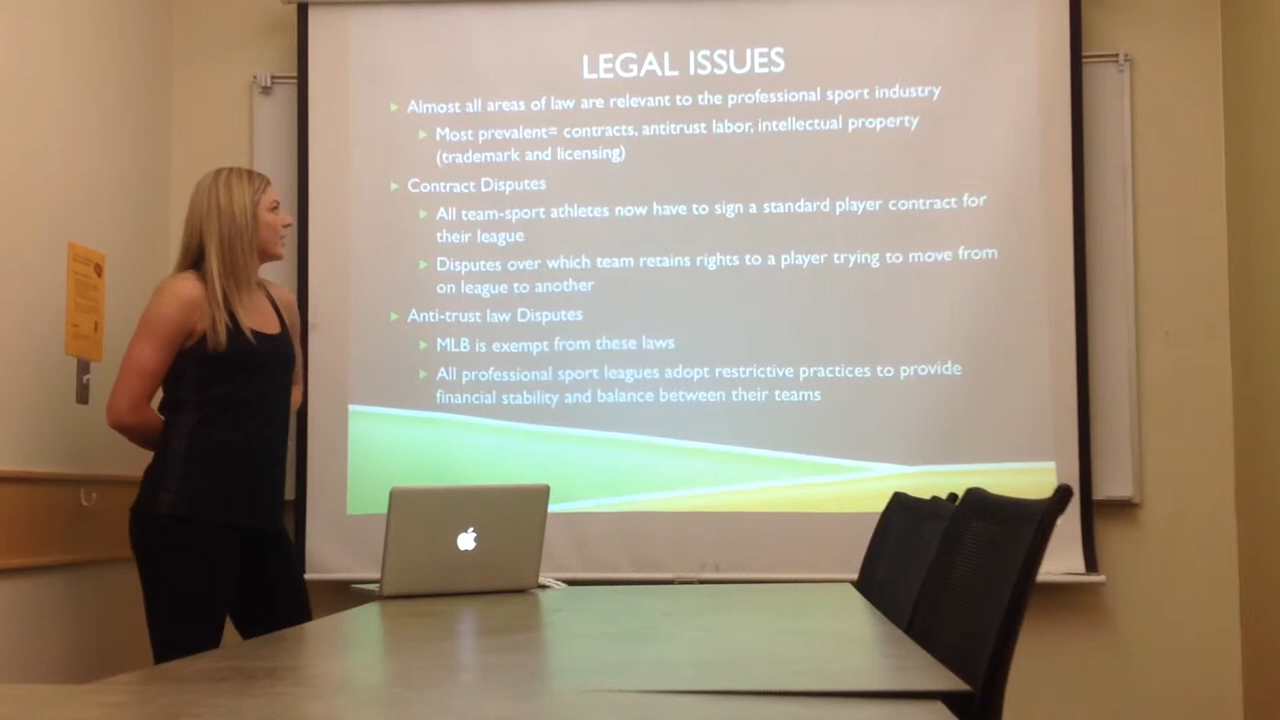 LEGAL ISSUES
Almost all areas of law are relevant to the professional sport industry
Most prevalent= contracts, antitrust labor, intellectual property
(trademark and licensing)
Contract Disputes
All team-sport athletes now have to sign a standard player contract for
their league
Disputes over which team retains rights to a player trying to move from
on league to another
Anti-trust law Disputes
MLB is exempt from these laws
All professional sport leagues adopt restrictive practices to provide
financial stability and balance between their teams